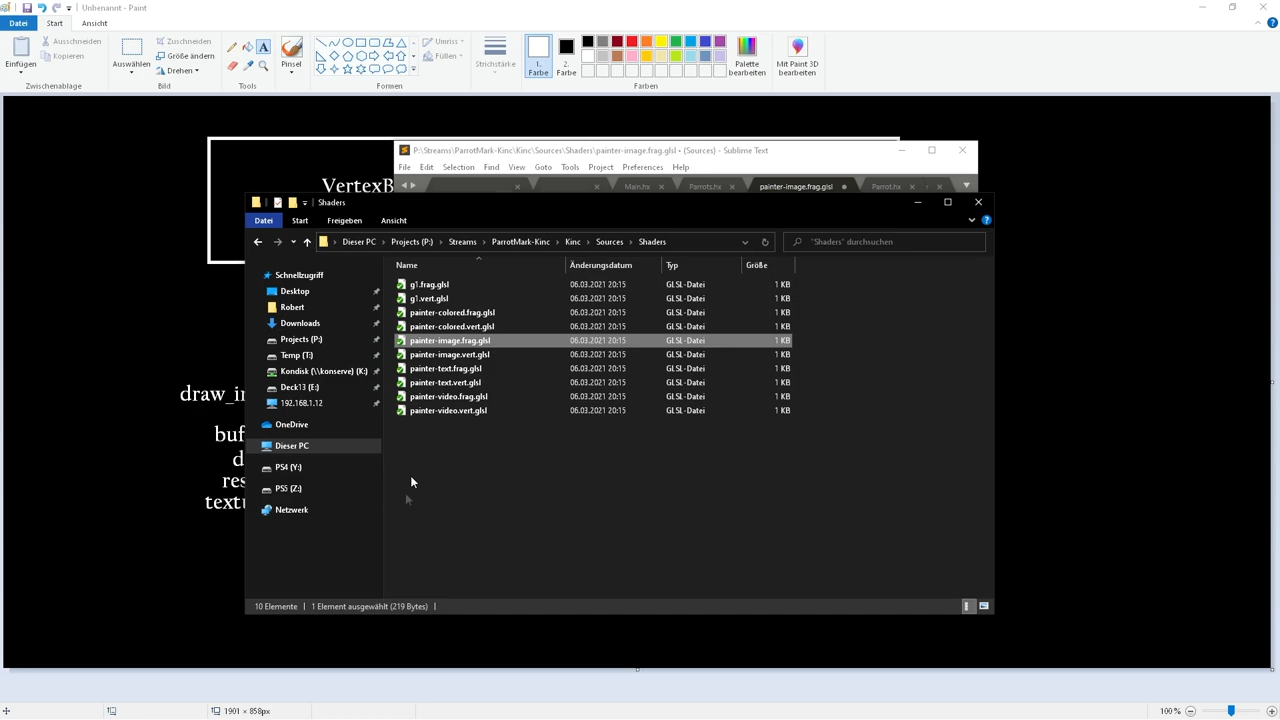 Unbenannt - Paint
Datei Start Ansicht
Einfügen
Ausschneiden
Kopieren
Zwischenablage
Auswählen
Zuschneiden
Größe ändern
Drehen
Bild
Tools
Pinsel
Formen
Umriss
Füllen
Strichstärke
1. Farbe
2. Farbe
Farben
Palette bearbeiten
Mit Paint 3D bearbeiten
VertexB
P:\Streams\ParrotMark-Kinc\Kinc\Sources\Shaders\painter-image.frag.glsl • (Sources) - Sublime Text
File Edit Selection Find View Goto Tools Project Preferences Help
Main.hx Parrots.hx painter-image.frag.glsl Parrot.hx
Shaders
Datei Start Freigeben Ansicht
Dieser PC Projects (P:) Streams ParrotMark-Kinc Kinc Sources Shaders
"Shaders" durchsuchen
Name Änderungsdatum Typ Größe
g1.frag.glsl 06.03.2021 20:15 GLSL-Datei 1 KB
g1.vert.glsl 06.03.2021 20:15 GLSL-Datei 1 KB
painter-colored.frag.glsl 06.03.2021 20:15 GLSL-Datei 1 KB
painter-colored.vert.glsl 06.03.2021 20:15 GLSL-Datei 1 KB
painter-image.frag.glsl 06.03.2021 20:15 GLSL-Datei 1 KB
painter-image.vert.glsl 06.03.2021 20:15 GLSL-Datei 1 KB
painter-text.frag.glsl 06.03.2021 20:15 GLSL-Datei 1 KB
painter-text.vert.glsl 06.03.2021 20:15 GLSL-Datei 1 KB
painter-video.frag.glsl 06.03.2021 20:15 GLSL-Datei 1 KB
painter-video.vert.glsl 06.03.2021 20:15 GLSL-Datei 1 KB
Schnellzugriff
Desktop
Robert
Downloads
Projects (P:)
Temp (T:)
Kondisk (\\konserve) (K:)
Deck13 (E:)
192.168.1.12
OneDrive
Dieser PC
PS4 (Y:)
PS5 (Z:)
Netzwerk
10 Elemente 1 Element ausgewählt (219 Bytes)
draw_i
buf
d
res
textu
1901 × 858px
100 %